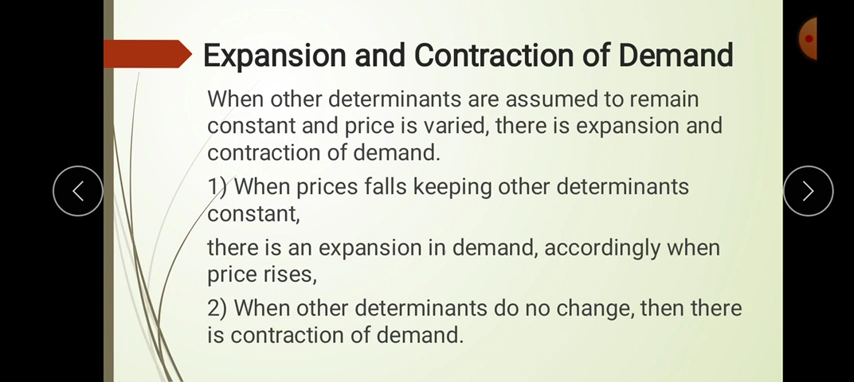 Expansion and Contraction of Demand
When other determinants are assumed to remain
constant and price is varied, there is expansion and
contraction of demand.
1) When prices falls keeping other determinants
constant,
there is an expansion in demand, accordingly when
price rises,
2) When other determinants do no change, then there
is contraction of demand.